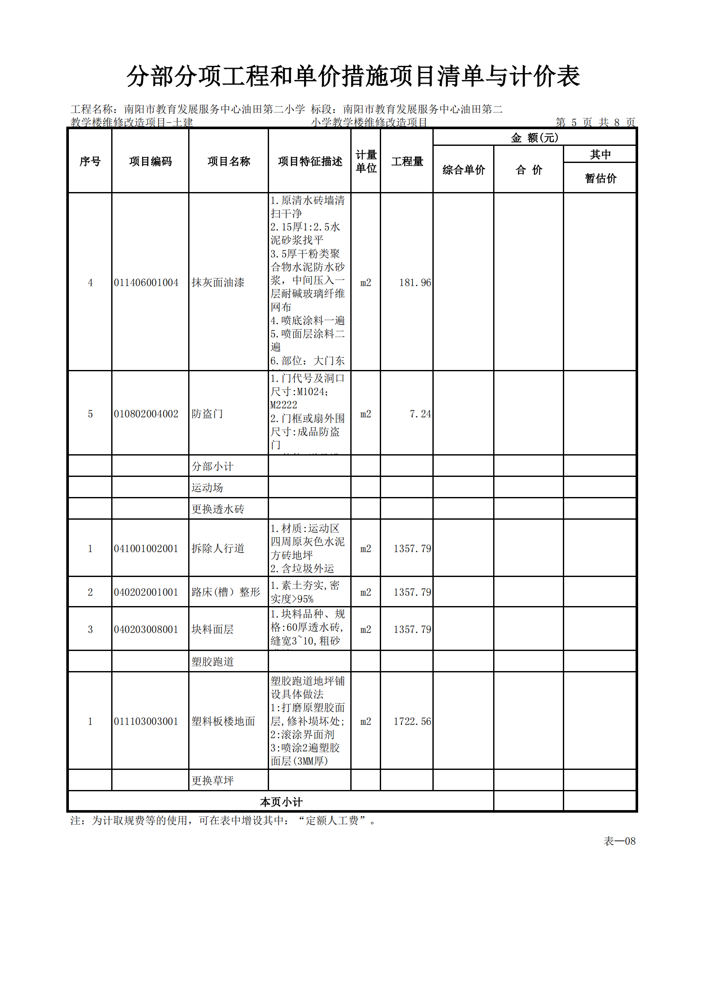 分部分项工程和单价措施项目清单与计价表
工程名称：南阳市教育发展服务中心油田第二小学 标段：南阳市教育发展服务中心油田第二
教学楼维修改造项目-土建 小学教学楼维修改造项目 第 5 页 共 8 页
序号 项目编码 项目名称 项目特征描述 计量单位 工程量 金 额(元)
综合单价 合 价 其中
暂估价
4 011406001004 抹灰面油漆
1.原清水砖墙清
扫干净
2.15厚1:2.5水
泥砂浆找平
3.5厚干粉类聚
合物水泥防水砂
浆，中间压入一
层耐碱玻璃纤维
网布
4.喷底涂料一遍
5.喷面层涂料二
遍
6.部位：大门东
m2 181.96
5 010802004002 防盗门
1.门代号及洞口
尺寸:M1024；
M2222
2.门框或扇外围
尺寸:成品防盗
门
m2 7.24
分部小计
运动场
更换透水砖
1 041001002001 拆除人行道
1.材质:运动区
四周原灰色水泥
方砖地坪
2.含垃圾外运
m2 1357.79
2 040202001001 路床(槽）整形
1.素土夯实,密
实度>95%
m2 1357.79
3 040203008001 块料面层
1.块料品种、规
格:60厚透水砖,
缝宽3~10,粗砂
m2 1357.79
塑胶跑道
1 011103003001 塑料板楼地面
塑胶跑道地坪铺
设具体做法
1:打磨原塑胶面
层,修补损坏处;
2:滚涂界面剂
3:喷涂2遍塑胶
面层(3MM厚)
m2 1722.56
更换草坪
本页小计
注：为计取规费等的使用，可在表中增设其中：“定额人工费”。
表—08